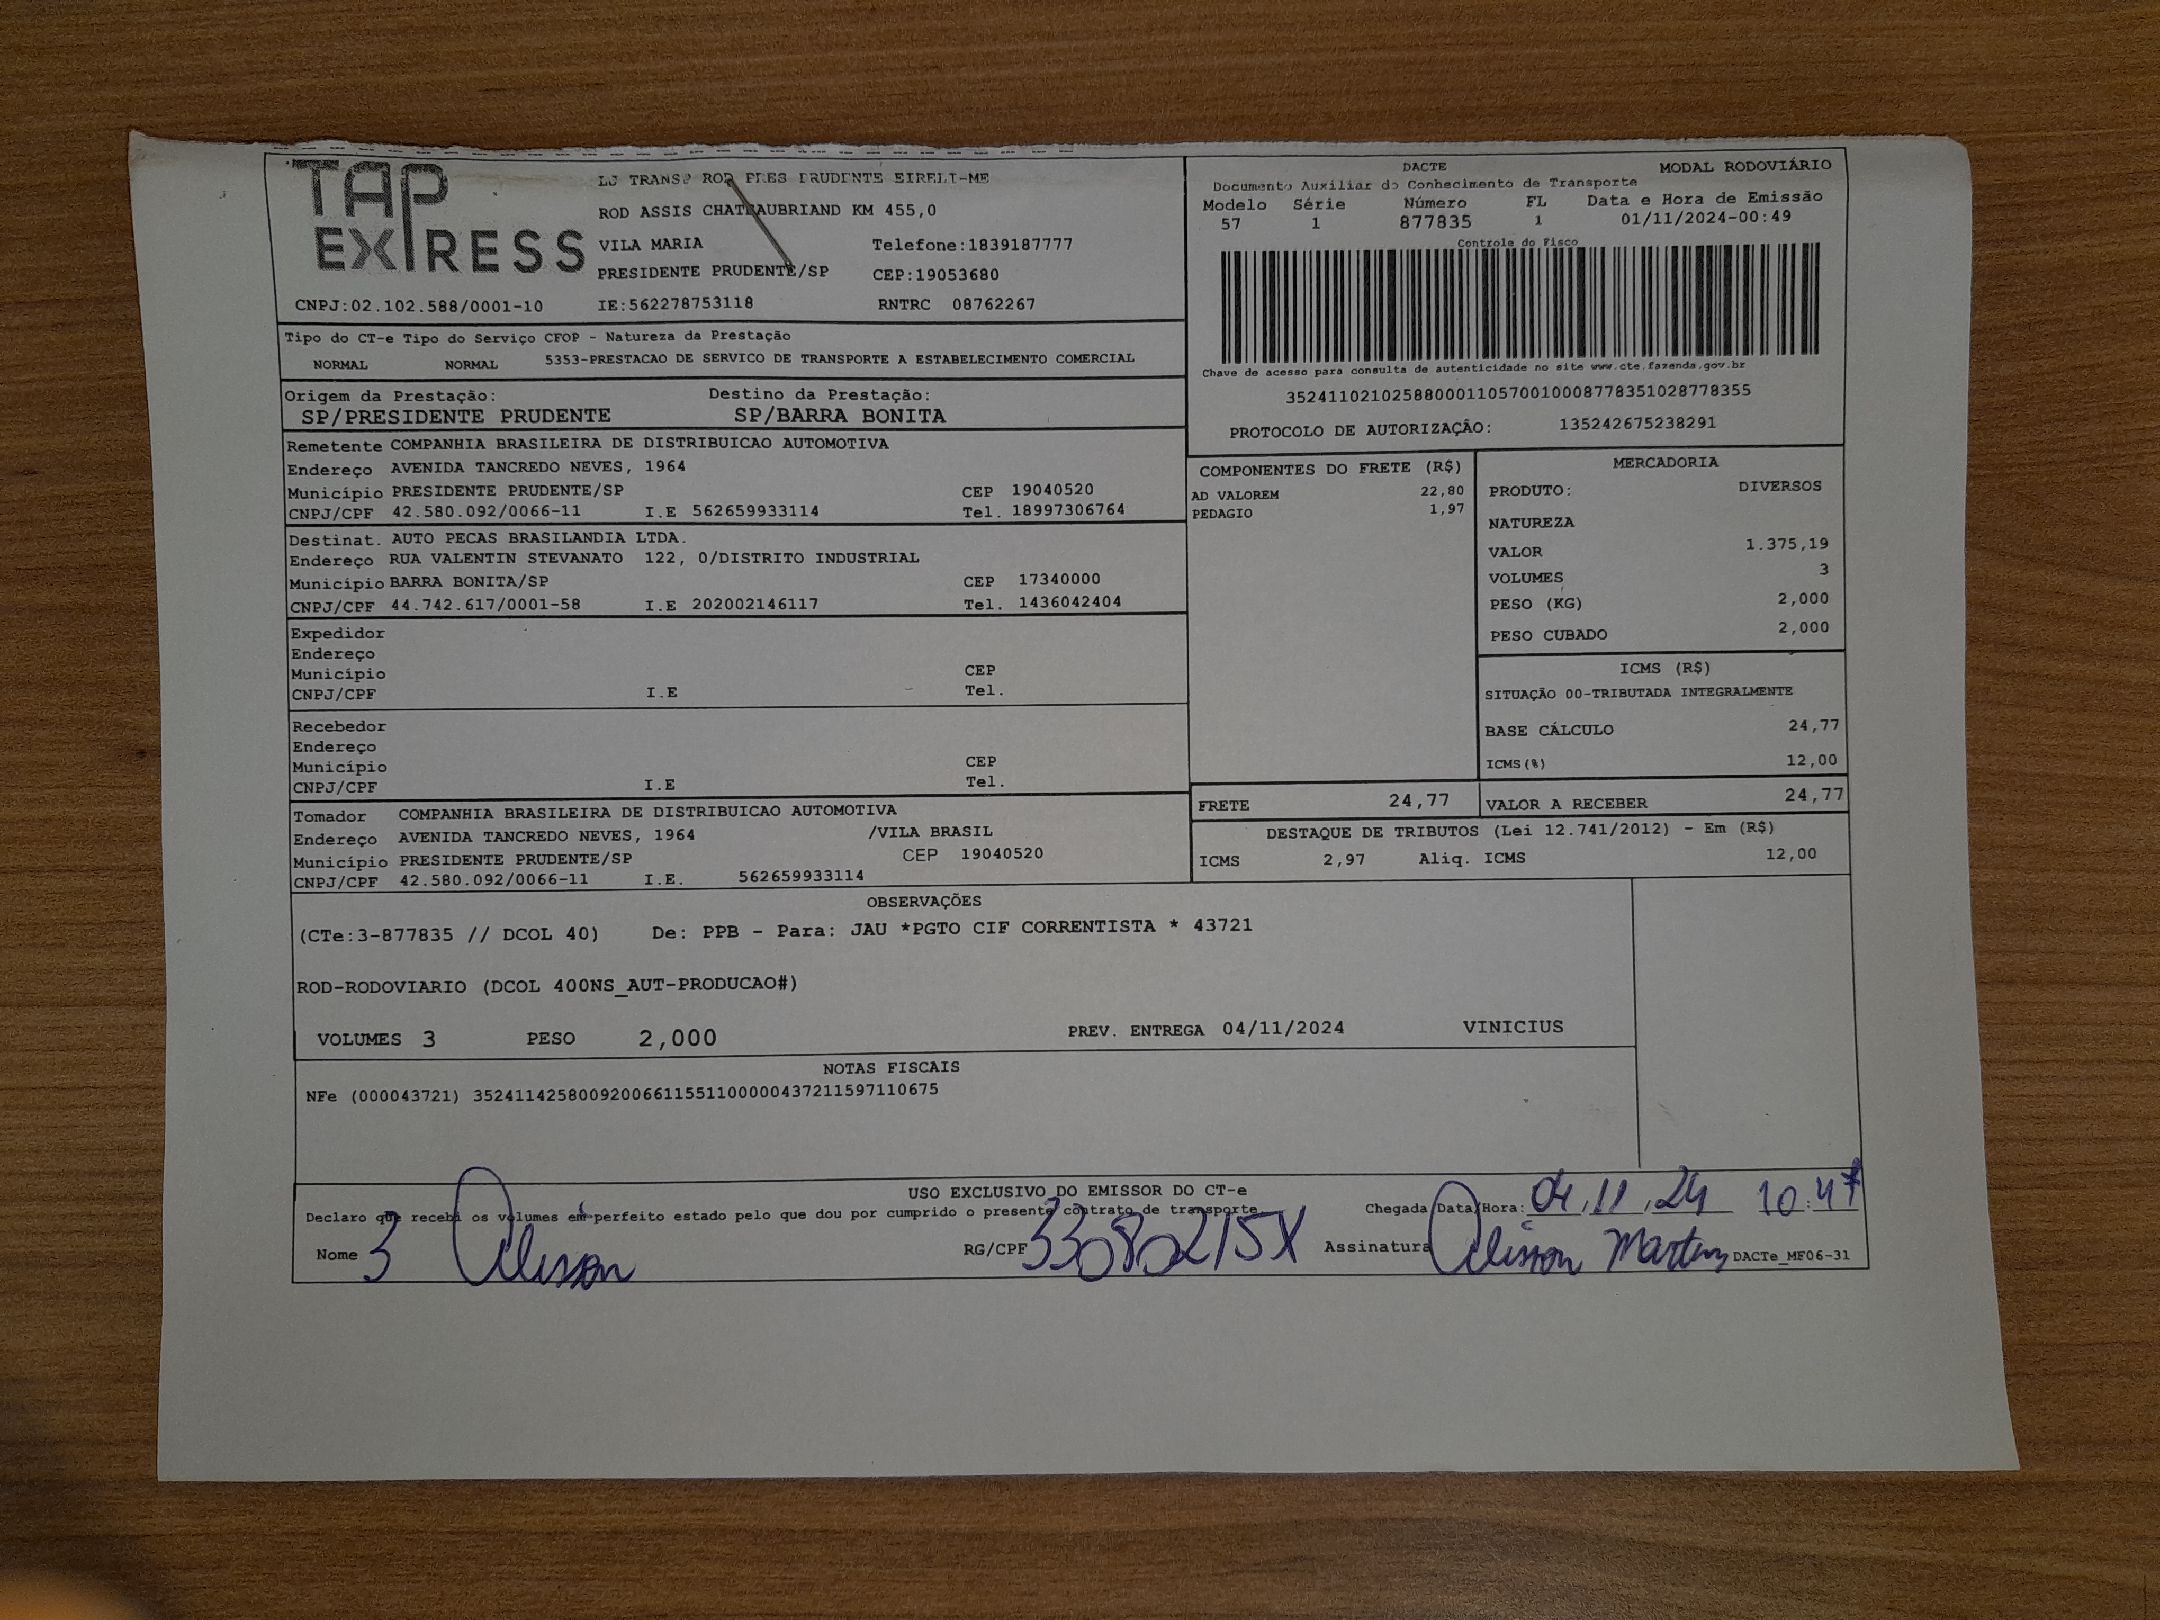 TAP
EXPRESS
LJ TRANSP ROD PRES PRUDENTE EIRELI-ME
ROD ASSIS CHATEAUBRIAND KM 455,0
VILA MARIA Telefone:1839187777
PRESIDENTE PRUDENTE/SP CEP:19053680
CNPJ:02.102.588/0001-10 IE:562278753118 RNTRC 08762267
DACTE MODAL RODOVIÁRIO
Documento Auxiliar do Conhecimento de Transporte
Modelo Série Número FL Data e Hora de Emissão
57 1 877835 1 01/11/2024-00:49
Controle do Fisco
Chave de acesso para consulta de autenticidade no site www.cte.fazenda.gov.br
35241102102588000110570010008778351028778355
PROTOCOLO DE AUTORIZAÇÃO: 135242675238291
Tipo do CT-e Tipo do Serviço CFOP - Natureza da Prestação
NORMAL NORMAL 5353-PRESTACAO DE SERVICO DE TRANSPORTE A ESTABELECIMENTO COMERCIAL
Origem da Prestação: Destino da Prestação:
SP/PRESIDENTE PRUDENTE SP/BARRA BONITA
Remetente COMPANHIA BRASILEIRA DE DISTRIBUICAO AUTOMOTIVA
Endereço AVENIDA TANCREDO NEVES, 1964
Município PRESIDENTE PRUDENTE/SP CEP 19040520
CNPJ/CPF 42.580.092/0066-11 I.E 562659933114 Tel. 18997306764
Destinat. AUTO PECAS BRASILANDIA LTDA.
Endereço RUA VALENTIN STEVANATO 122, 0/DISTRITO INDUSTRIAL
Município BARRA BONITA/SP CEP 17340000
CNPJ/CPF 44.742.617/0001-58 I.E 202002146117 Tel. 1436042404
Expedidor
Endereço
Município CEP
CNPJ/CPF I.E Tel.
Recebedor
Endereço
Município CEP
CNPJ/CPF I.E Tel.
Tomador COMPANHIA BRASILEIRA DE DISTRIBUICAO AUTOMOTIVA
Endereço AVENIDA TANCREDO NEVES, 1964 /VILA BRASIL
Município PRESIDENTE PRUDENTE/SP CEP 19040520
CNPJ/CPF 42.580.092/0066-11 I.E. 562659933114
COMPONENTES DO FRETE (R$)
AD VALOREM 22,80
PEDAGIO 1,97
MERCADORIA
PRODUTO: DIVERSOS
NATUREZA
VALOR 1.375,19
VOLUMES 3
PESO (KG) 2,000
PESO CUBADO 2,000
ICMS (R$)
SITUAÇÃO 00-TRIBUTADA INTEGRALMENTE
BASE CÁLCULO 24,77
ICMS(%) 12,00
FRETE 24,77 VALOR A RECEBER 24,77
DESTAQUE DE TRIBUTOS (Lei 12.741/2012) - Em (R$)
ICMS 2,97 Aliq. ICMS 12,00
OBSERVAÇÕES
(CTe:3-877835 // DCOL 40) De: PPB - Para: JAU *PGTO CIF CORRENTISTA * 43721
ROD-RODOVIARIO (DCOL 400NS_AUT-PRODUCAO#)
VOLUMES 3 PESO 2,000 PREV. ENTREGA 04/11/2024 VINICIUS
NOTAS FISCAIS
NFe (000043721) 35241142580092006611551100000437211597110675
USO EXCLUSIVO DO EMISSOR DO CT-e
Declaro que recebi os volumes em perfeito estado pelo que dou por cumprido o presente contrato de transporte
Chegada Data/Hora: 04.11.24 10:47
Nome 3 Alisson RG/CPF 33080215X Assinatura Alisson Martins DACTe_MF06-31